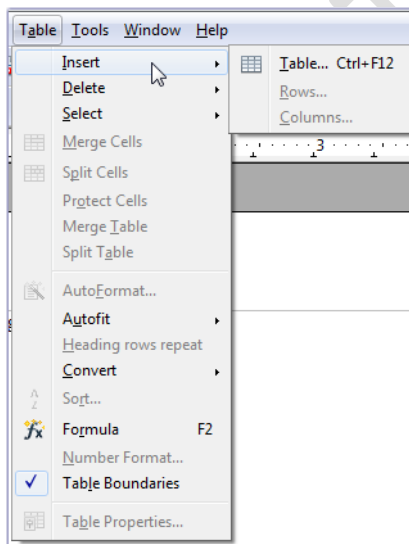 Table Tools Window Help
Insert
Table... Ctrl+F12
Delete
Rows...
Select
Columns...
Merge Cells
3
Split Cells
Protect Cells
Merge Table
Split Table
AutoFormat...
Autofit
Heading rows repeat
Convert
Sort...
Formula F2
Number Format...
Table Boundaries
Table Properties...